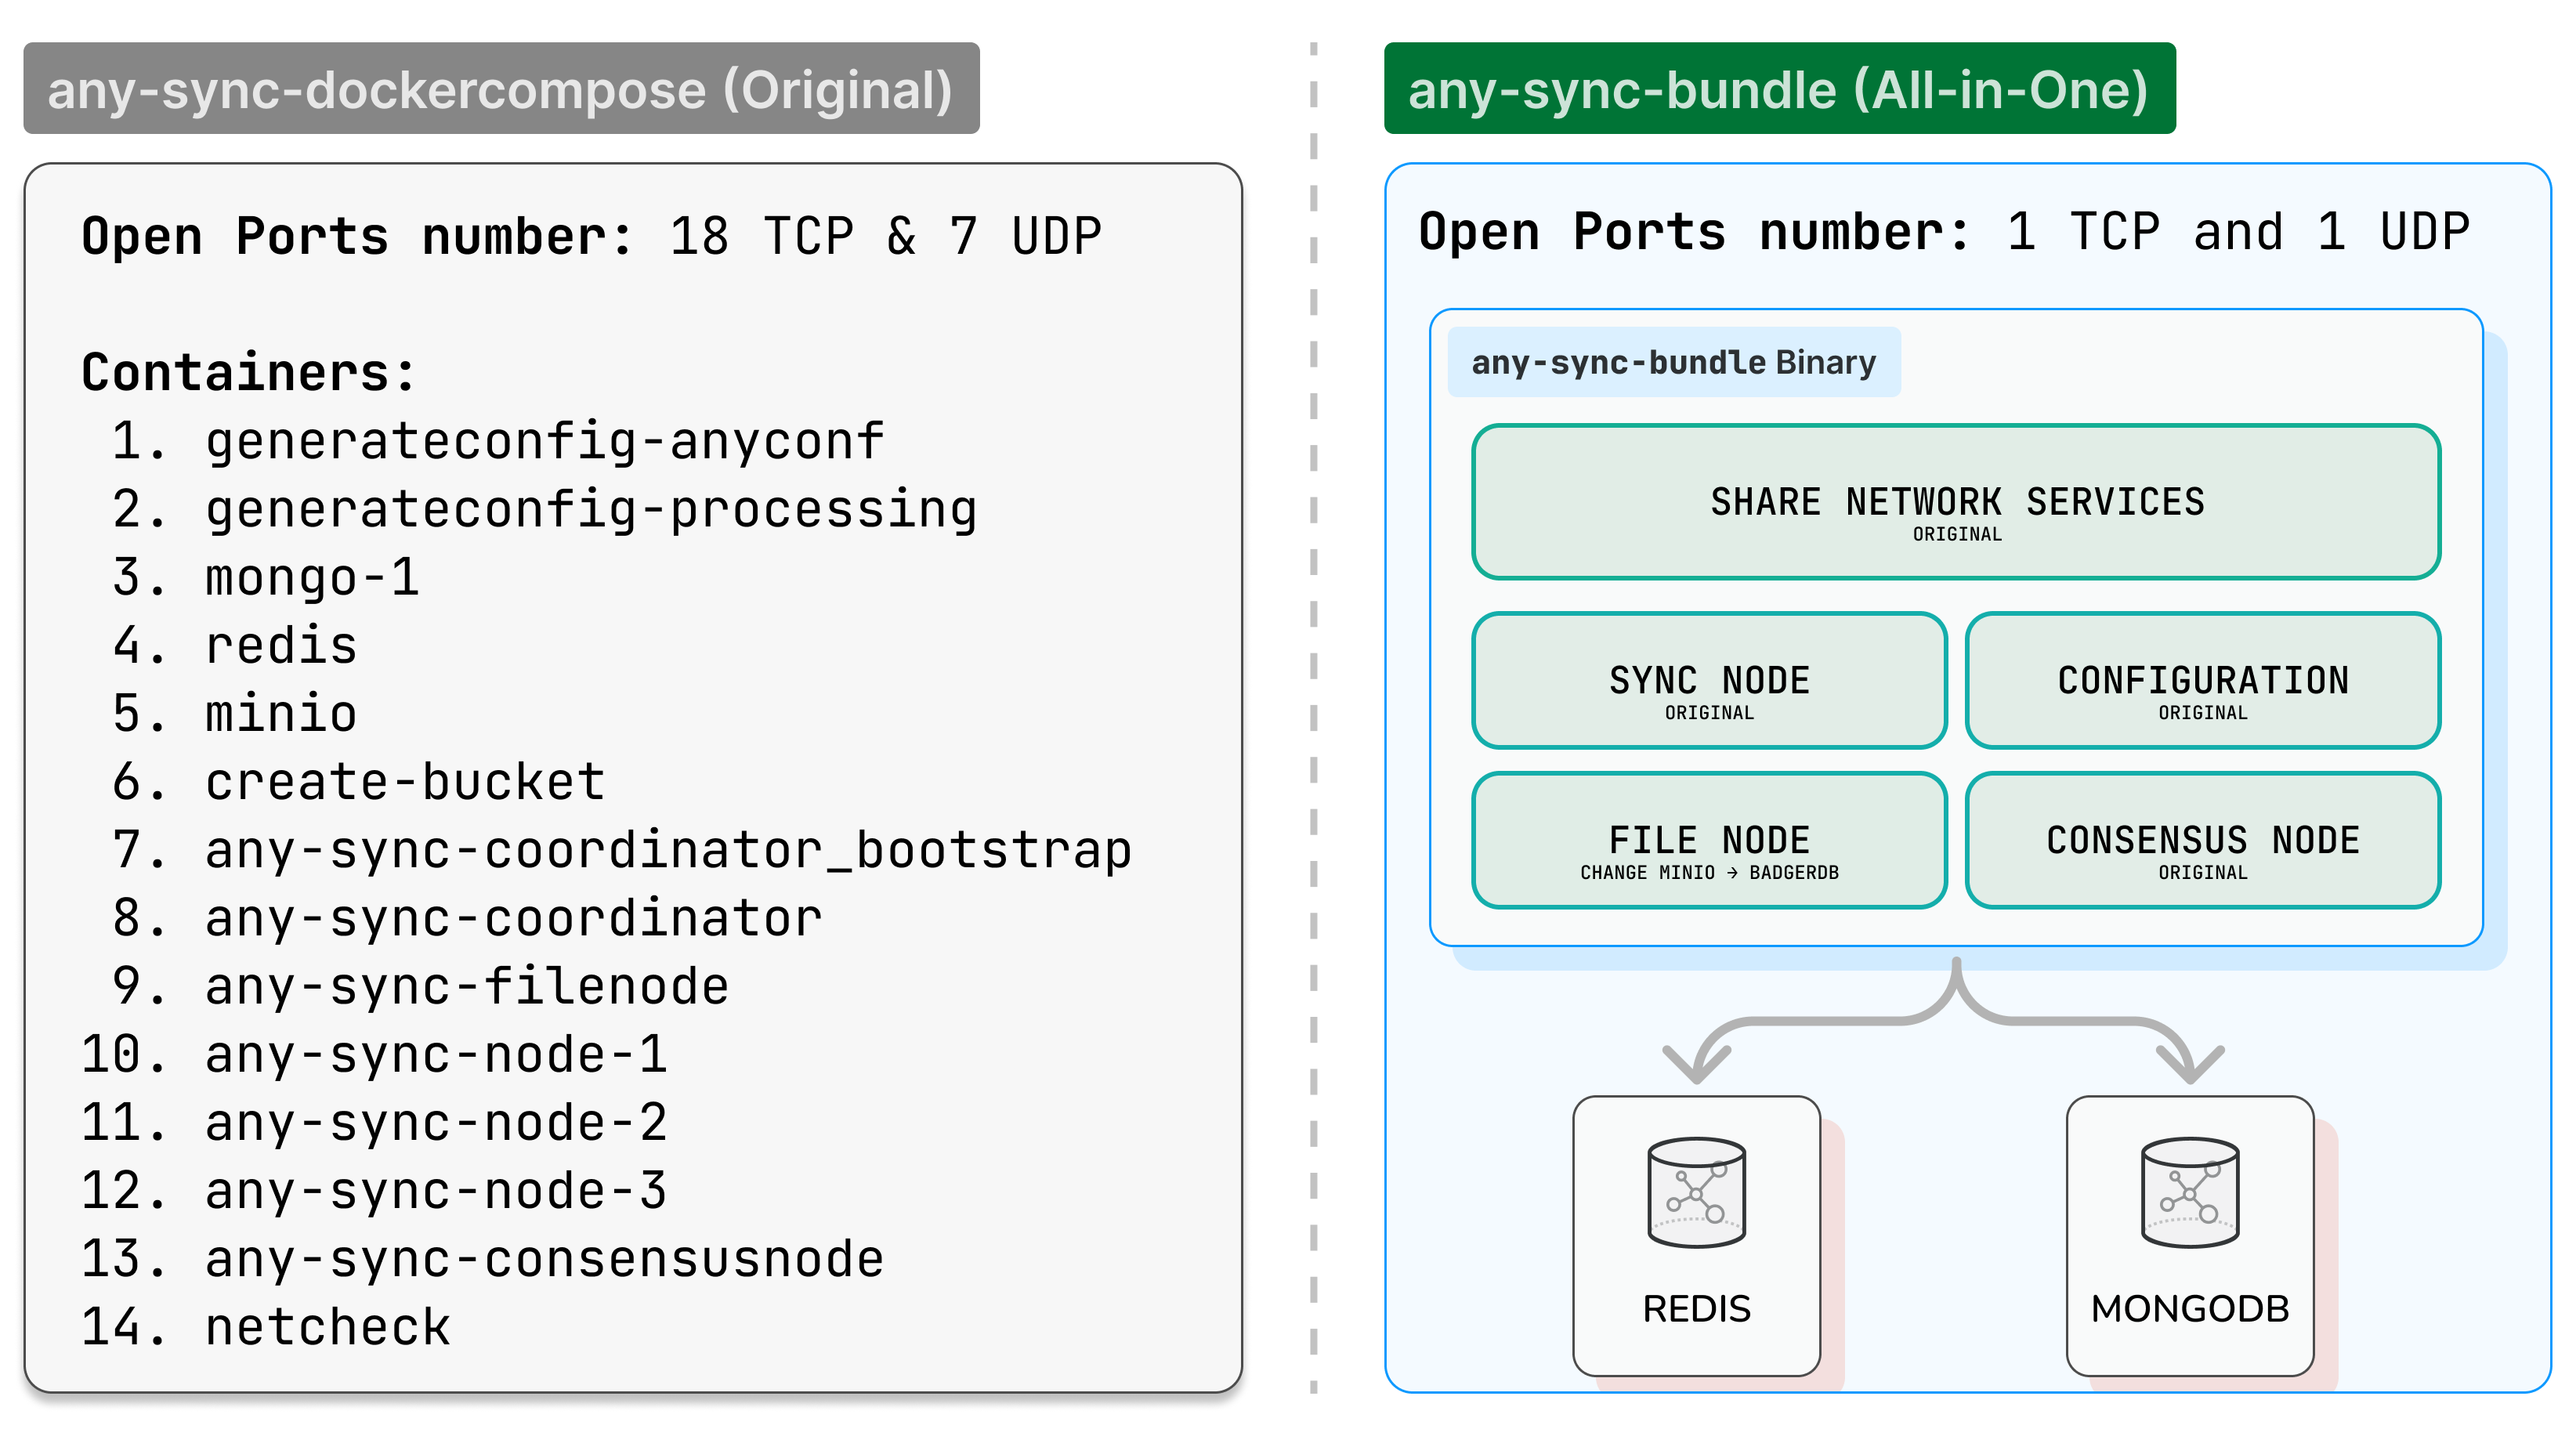 any-sync-dockercompose (Original)
Open Ports number: 18 TCP & 7 UDP
Containers:
1. generateconfig-anyconf
2. generateconfig-processing
3. mongo-1
4. redis
5. minio
6. create-bucket
7. any-sync-coordinator_bootstrap
8. any-sync-coordinator
9. any-sync-filenode
10. any-sync-node-1
11. any-sync-node-2
12. any-sync-node-3
13. any-sync-consensusnode
14. netcheck
any-sync-bundle (All-in-One)
Open Ports number: 1 TCP and 1 UDP
any-sync-bundle Binary
SHARE NETWORK SERVICES
ORIGINAL
SYNC NODE
ORIGINAL
CONFIGURATION
ORIGINAL
FILE NODE
CHANGE MINIO → BADGERDB
CONSENSUS NODE
ORIGINAL
REDIS
MONGODB